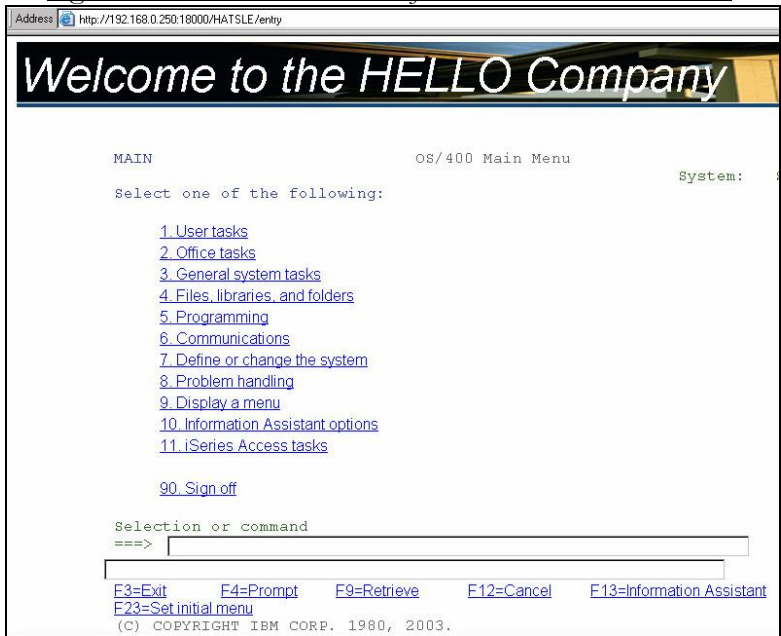 Address http://192.168.0.250:18000/HATSLE/entry
Welcome to the HELLO Company
MAIN OS/400 Main Menu
System:
Select one of the following:
1. User tasks
2. Office tasks
3. General system tasks
4. Files, libraries, and folders
5. Programming
6. Communications
7. Define or change the system
8. Problem handling
9. Display a menu
10. Information Assistant options
11. iSeries Access tasks
90. Sign off
Selection or command
===>
F3=Exit F4=Prompt F9=Retrieve F12=Cancel F13=Information Assistant
F23=Set initial menu
(C) COPYRIGHT IBM CORP. 1980, 2003.